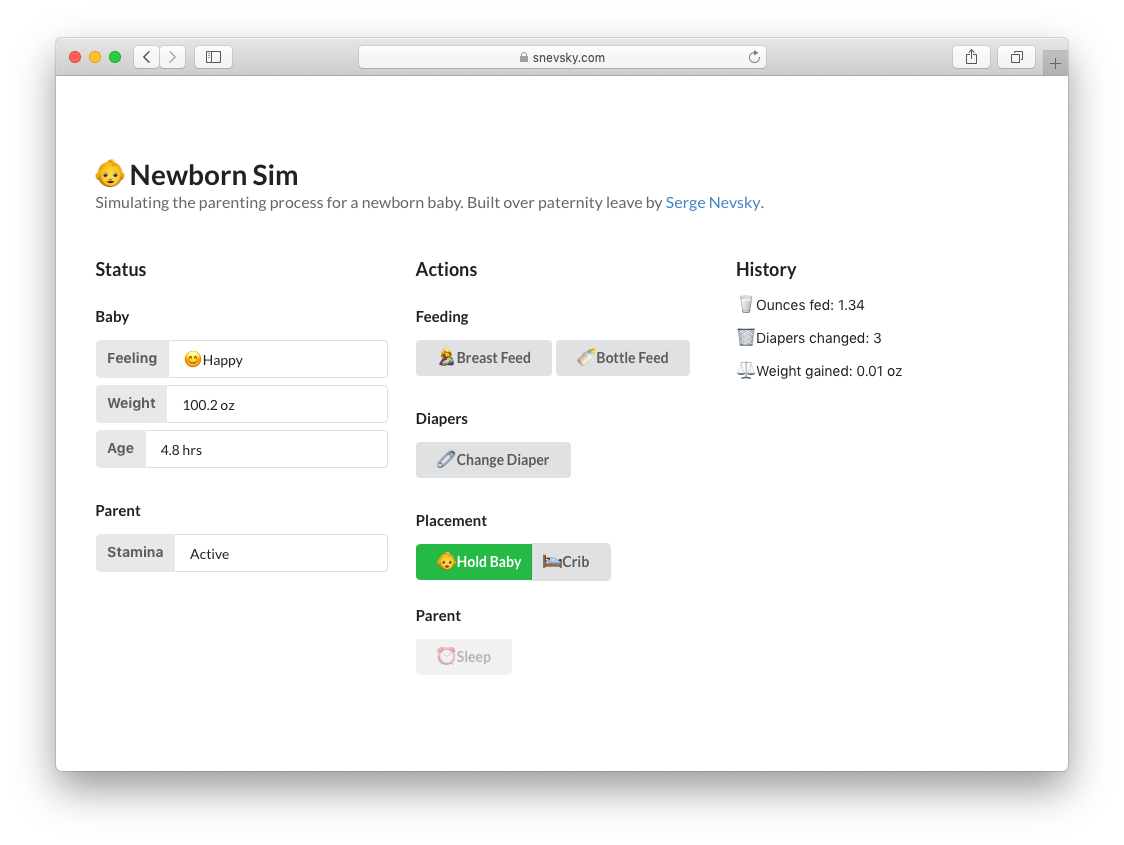 snevsky.com
👶 Newborn Sim
Simulating the parenting process for a newborn baby. Built over paternity leave by Serge Nevsky.
Status
Baby
Feeling 😊Happy
Weight 100.2 oz
Age 4.8 hrs
Parent
Stamina Active
Actions
Feeding
🤱Breast Feed 🍼Bottle Feed
Diapers
🧷Change Diaper
Placement
👶Hold Baby 🛏Crib
Parent
⏰Sleep
History
🥛Ounces fed: 1.34
🗑Diapers changed: 3
⚖Weight gained: 0.01 oz